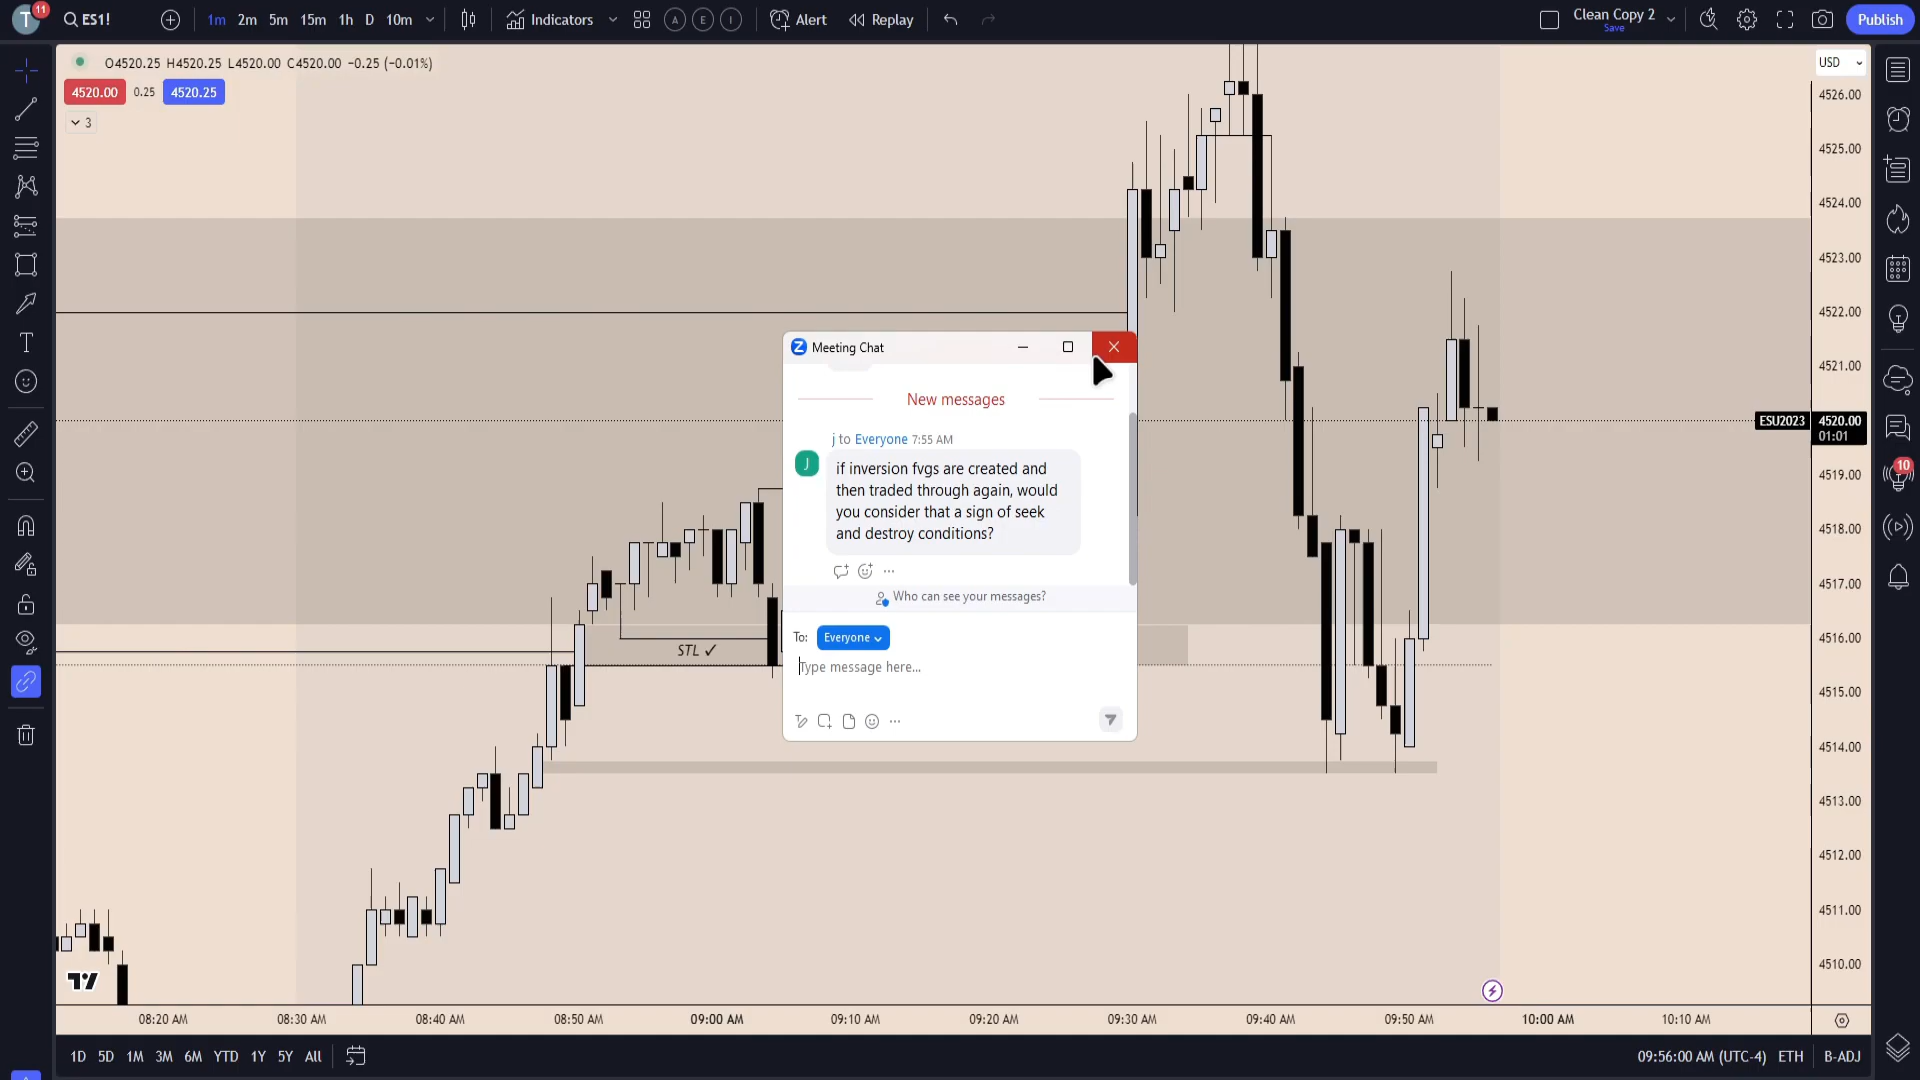 T
11
ES1!
1m 2m 5m 15m 1h D 10m
Indicators
A E I
Alert
Replay
Clean Copy 2
Save
Publish
O4520.25 H4520.25 L4520.00 C4520.00 −0.25 (−0.01%)
4520.00 0.25 4520.25
3
USD
4526.00
4525.00
4524.00
4523.00
4522.00
4521.00
ESU2023 4520.00
01:01
4519.00
4518.00
4517.00
4516.00
4515.00
4514.00
4513.00
4512.00
4511.00
4510.00
10
Meeting Chat
New messages
j to Everyone 7:55 AM
J
if inversion fvgs are created and
then traded through again, would
you consider that a sign of seek
and destroy conditions?
Who can see your messages?
To: Everyone
Type message here...
STL ✓
08:20 AM 08:30 AM 08:40 AM 08:50 AM 09:00 AM 09:10 AM 09:20 AM 09:30 AM 09:40 AM 09:50 AM 10:00 AM 10:10 AM
1D 5D 1M 3M 6M YTD 1Y 5Y All
09:56:00 AM (UTC-4) ETH B-ADJ